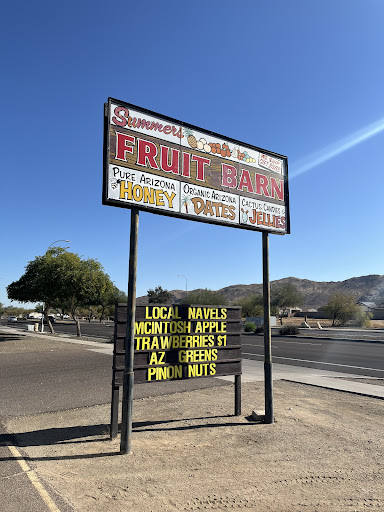 Summers
FRUIT BARN
PURE ARIZONA
HONEY
ORGANIC ARIZONA
DATES
CACTUS CANDIES &
JELLIES
LOCAL NAVELS
MCINTOSH APPLE
TRAWBERRIES $1
AZ GREENS
PINON NUTS